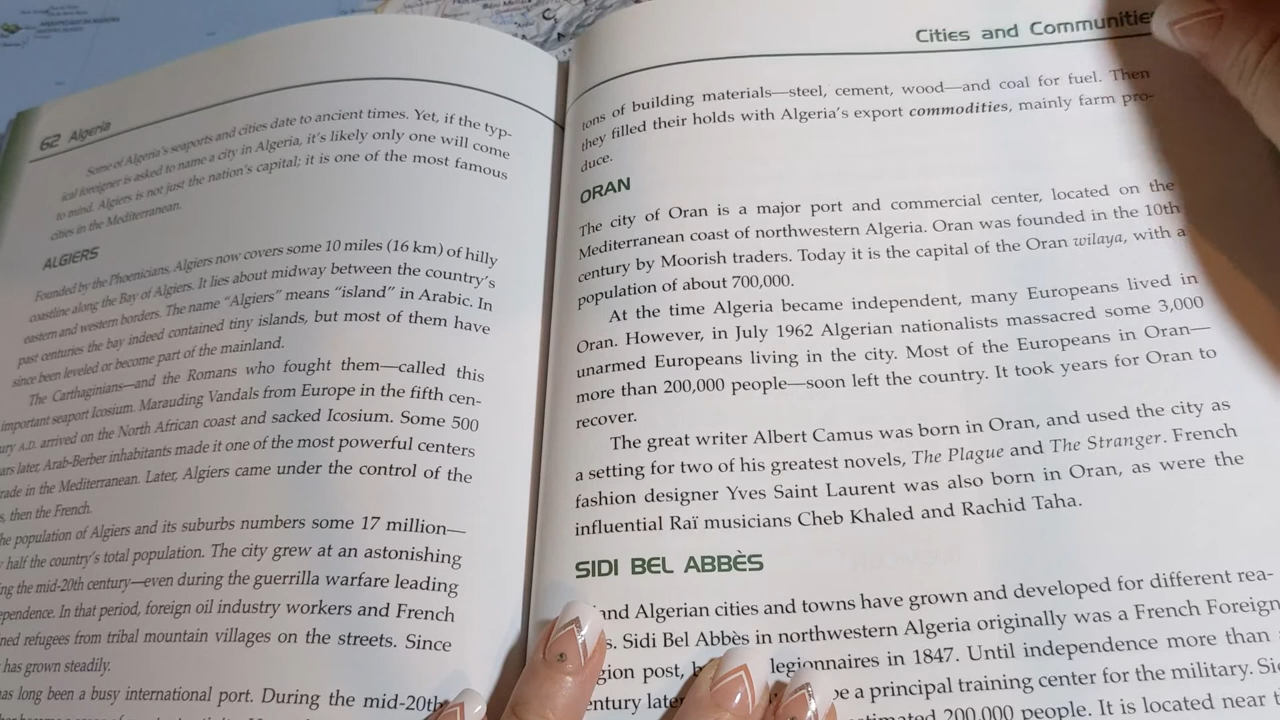 62 Algeria
Some of Algeria's seaports and cities date to ancient times. Yet, if the typ-
ical foreigner is asked to name a city in Algeria, it's likely only one will come
to mind. Algiers is not just the nation's capital; it is one of the most famous
cities in the Mediterranean.
ALGIERS
Founded by the Phoenicians, Algiers now covers some 10 miles (16 km) of hilly
coastline along the Bay of Algiers. It lies about midway between the country's
eastern and western borders. The name "Algiers" means "island" in Arabic. In
past centuries the bay indeed contained tiny islands, but most of them have
since been leveled or become part of the mainland.
The Carthaginians—and the Romans who fought them—called this
important seaport Icosium. Marauding Vandals from Europe in the fifth cen-
ury A.D. arrived on the North African coast and sacked Icosium. Some 500
ars later, Arab-Berber inhabitants made it one of the most powerful centers
rade in the Mediterranean. Later, Algiers came under the control of the
s, then the French.
he population of Algiers and its suburbs numbers some 17 million—
half the country's total population. The city grew at an astonishing
ing the mid-20th century—even during the guerrilla warfare leading
ependence. In that period, foreign oil industry workers and French
ned refugees from tribal mountain villages on the streets. Since
has grown steadily.
as long been a busy international port. During the mid-20th
Cities and Communitie
tons of building materials—steel, cement, wood—and coal for fuel. Then
they filled their holds with Algeria's export commodities, mainly farm pro-
duce.
ORAN
The city of Oran is a major port and commercial center, located on the
Mediterranean coast of northwestern Algeria. Oran was founded in the 10th
century by Moorish traders. Today it is the capital of the Oran wilaya, with a
population of about 700,000.
At the time Algeria became independent, many Europeans lived in
Oran. However, in July 1962 Algerian nationalists massacred some 3,000
unarmed Europeans living in the city. Most of the Europeans in Oran—
more than 200,000 people—soon left the country. It took years for Oran to
recover.
The great writer Albert Camus was born in Oran, and used the city as
a setting for two of his greatest novels, The Plague and The Stranger. French
fashion designer Yves Saint Laurent was also born in Oran, as were the
influential Raï musicians Cheb Khaled and Rachid Taha.
SIDI BEL ABBÈS
and Algerian cities and towns have grown and developed for different rea-
s. Sidi Bel Abbès in northwestern Algeria originally was a French Foreign
gion post, legionnaires in 1847. Until independence more than
entury later be a principal training center for the military. Si
200,000 people. It is located near